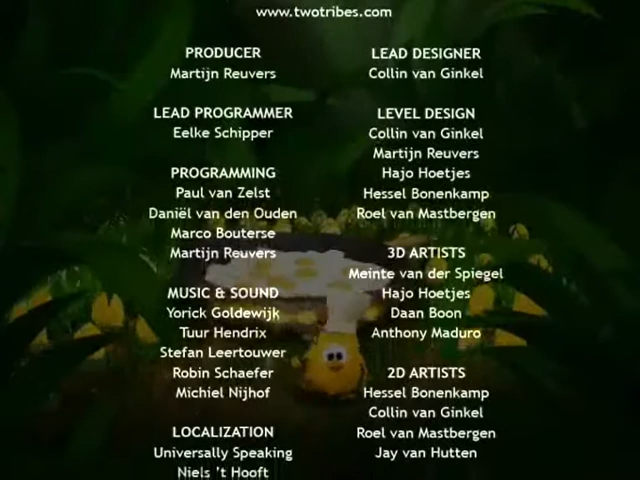 www.twotribes.com
PRODUCER
Martijn Reuvers
LEAD PROGRAMMER
Eelke Schipper
PROGRAMMING
Paul van Zelst
Daniël van den Ouden
Marco Bouterse
Martijn Reuvers
MUSIC & SOUND
Yorick Goldewijk
Tuur Hendrix
Stefan Leertouwer
Robin Schaefer
Michiel Nijhof
LOCALIZATION
Universally Speaking
Niels 't Hooft
LEAD DESIGNER
Collin van Ginkel
LEVEL DESIGN
Collin van Ginkel
Martijn Reuvers
Hajo Hoetjes
Hessel Bonenkamp
Roel van Mastbergen
3D ARTISTS
Meinte van der Spiegel
Hajo Hoetjes
Daan Boon
Anthony Maduro
2D ARTISTS
Hessel Bonenkamp
Collin van Ginkel
Roel van Mastbergen
Jay van Hutten